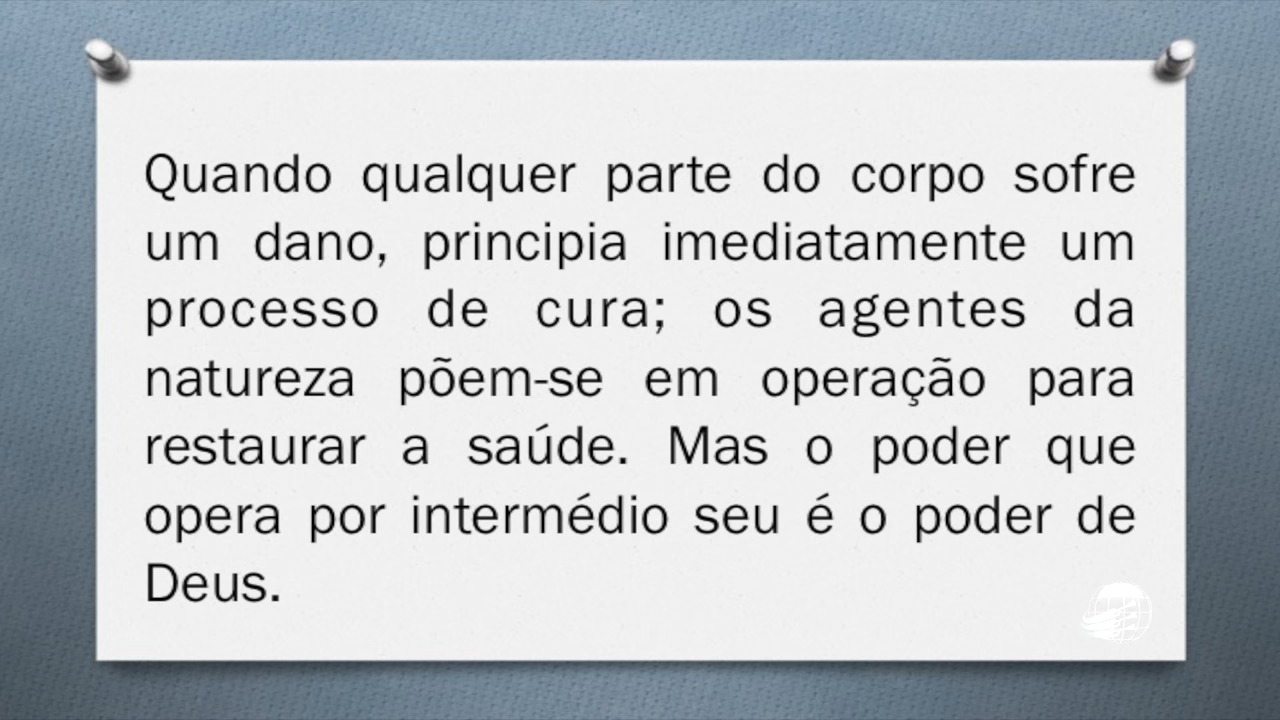 Quando qualquer parte do corpo sofre
um dano, principia imediatamente um
processo de cura; os agentes da
natureza põem-se em operação para
restaurar a saúde. Mas o poder que
opera por intermédio seu é o poder de
Deus.